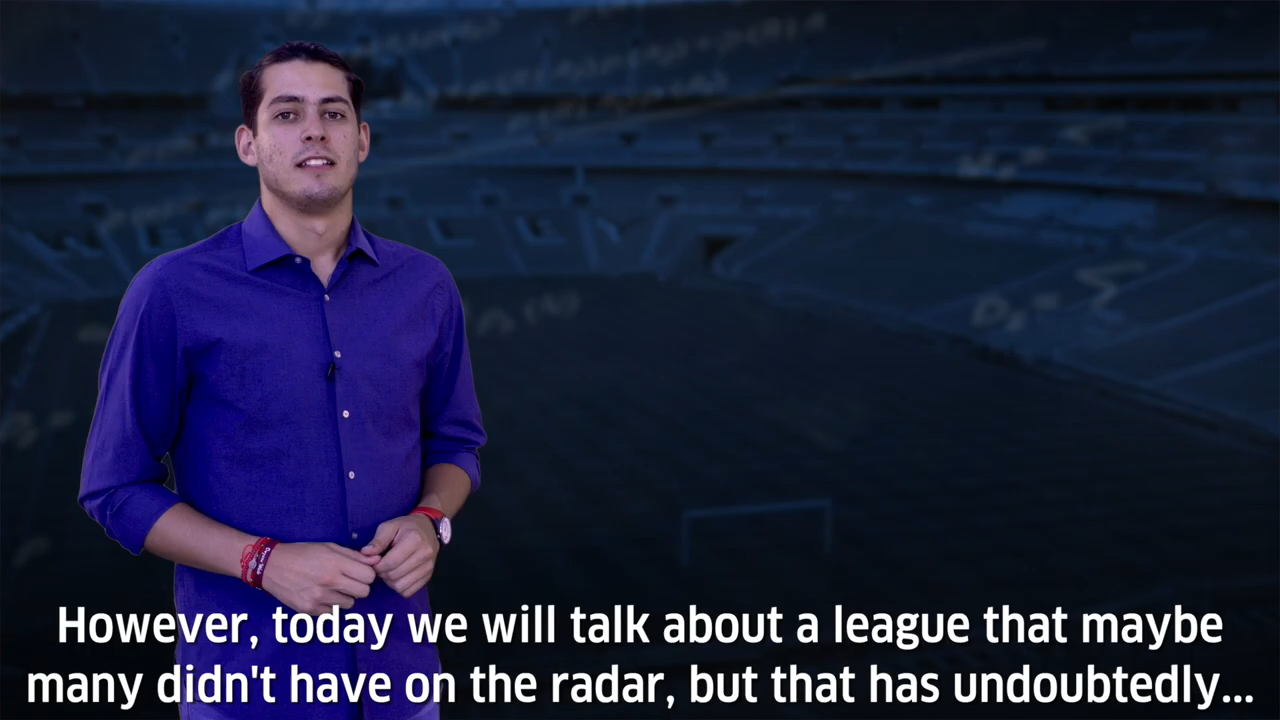 However, today we will talk about a league that maybe
many didn't have on the radar, but that has undoubtedly...